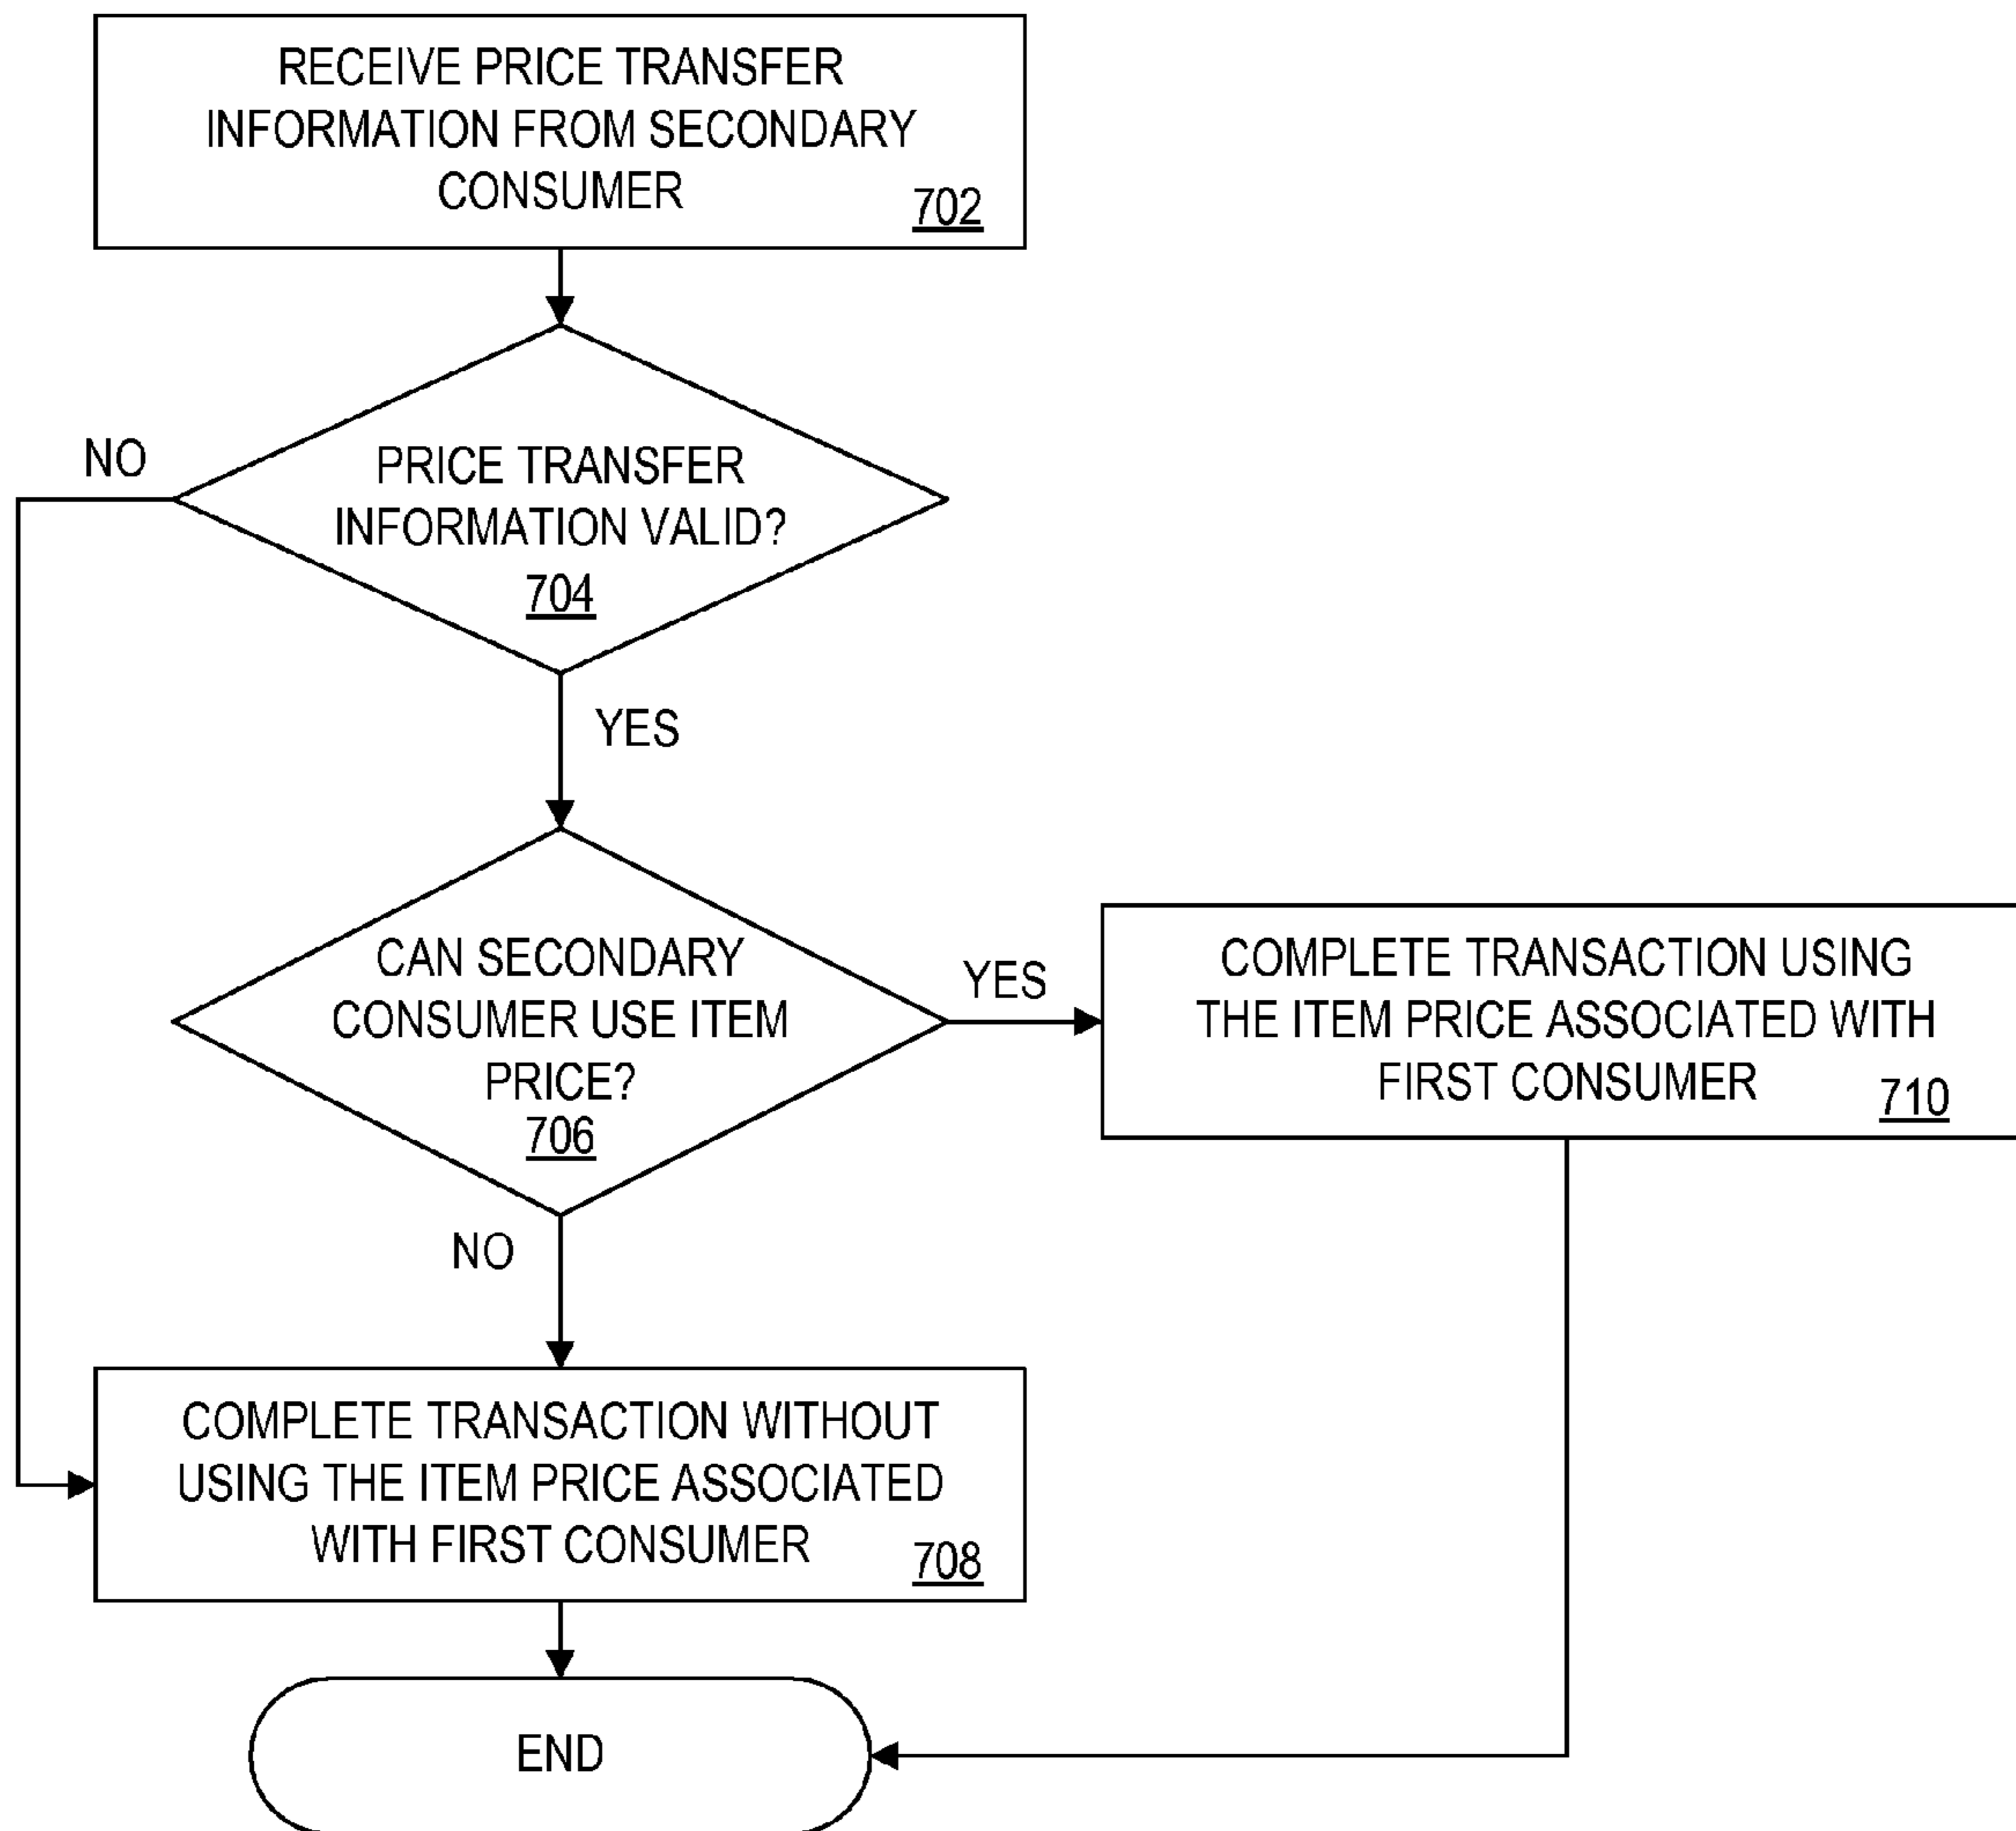 RECEIVE PRICE TRANSFER
INFORMATION FROM SECONDARY
CONSUMER
702
NO
PRICE TRANSFER
INFORMATION VALID?
704
YES
CAN SECONDARY
CONSUMER USE ITEM
PRICE?
706
YES
COMPLETE TRANSACTION USING
THE ITEM PRICE ASSOCIATED WITH
FIRST CONSUMER
710
NO
COMPLETE TRANSACTION WITHOUT
USING THE ITEM PRICE ASSOCIATED
WITH FIRST CONSUMER
708
END